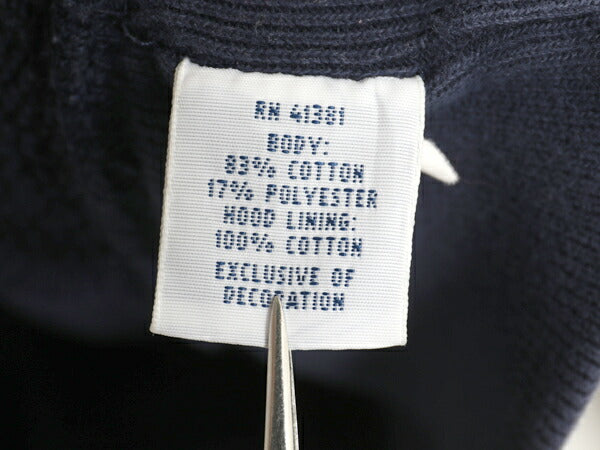 RN 41381
BODY:
83% COTTON
17% POLYESTER
HOOD LINING:
100% COTTON
EXCLUSIVE OF
DECORATION